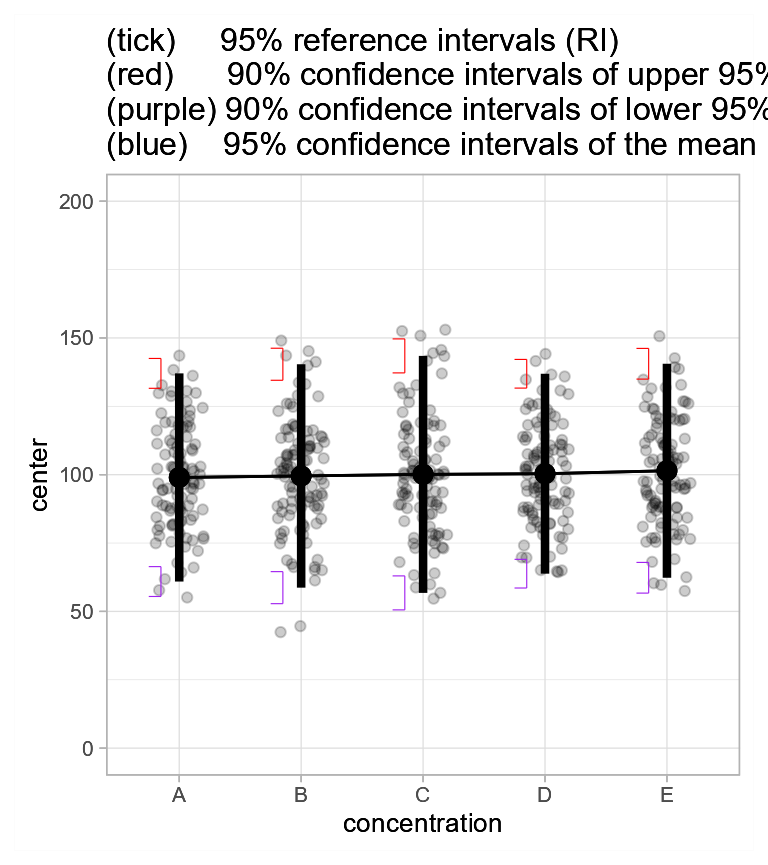 (tick) 95% reference intervals (RI)
(red) 90% confidence intervals of upper 95%
(purple) 90% confidence intervals of lower 95%
(blue) 95% confidence intervals of the mean
200
150
100
50
0
center
A B C D E
concentration